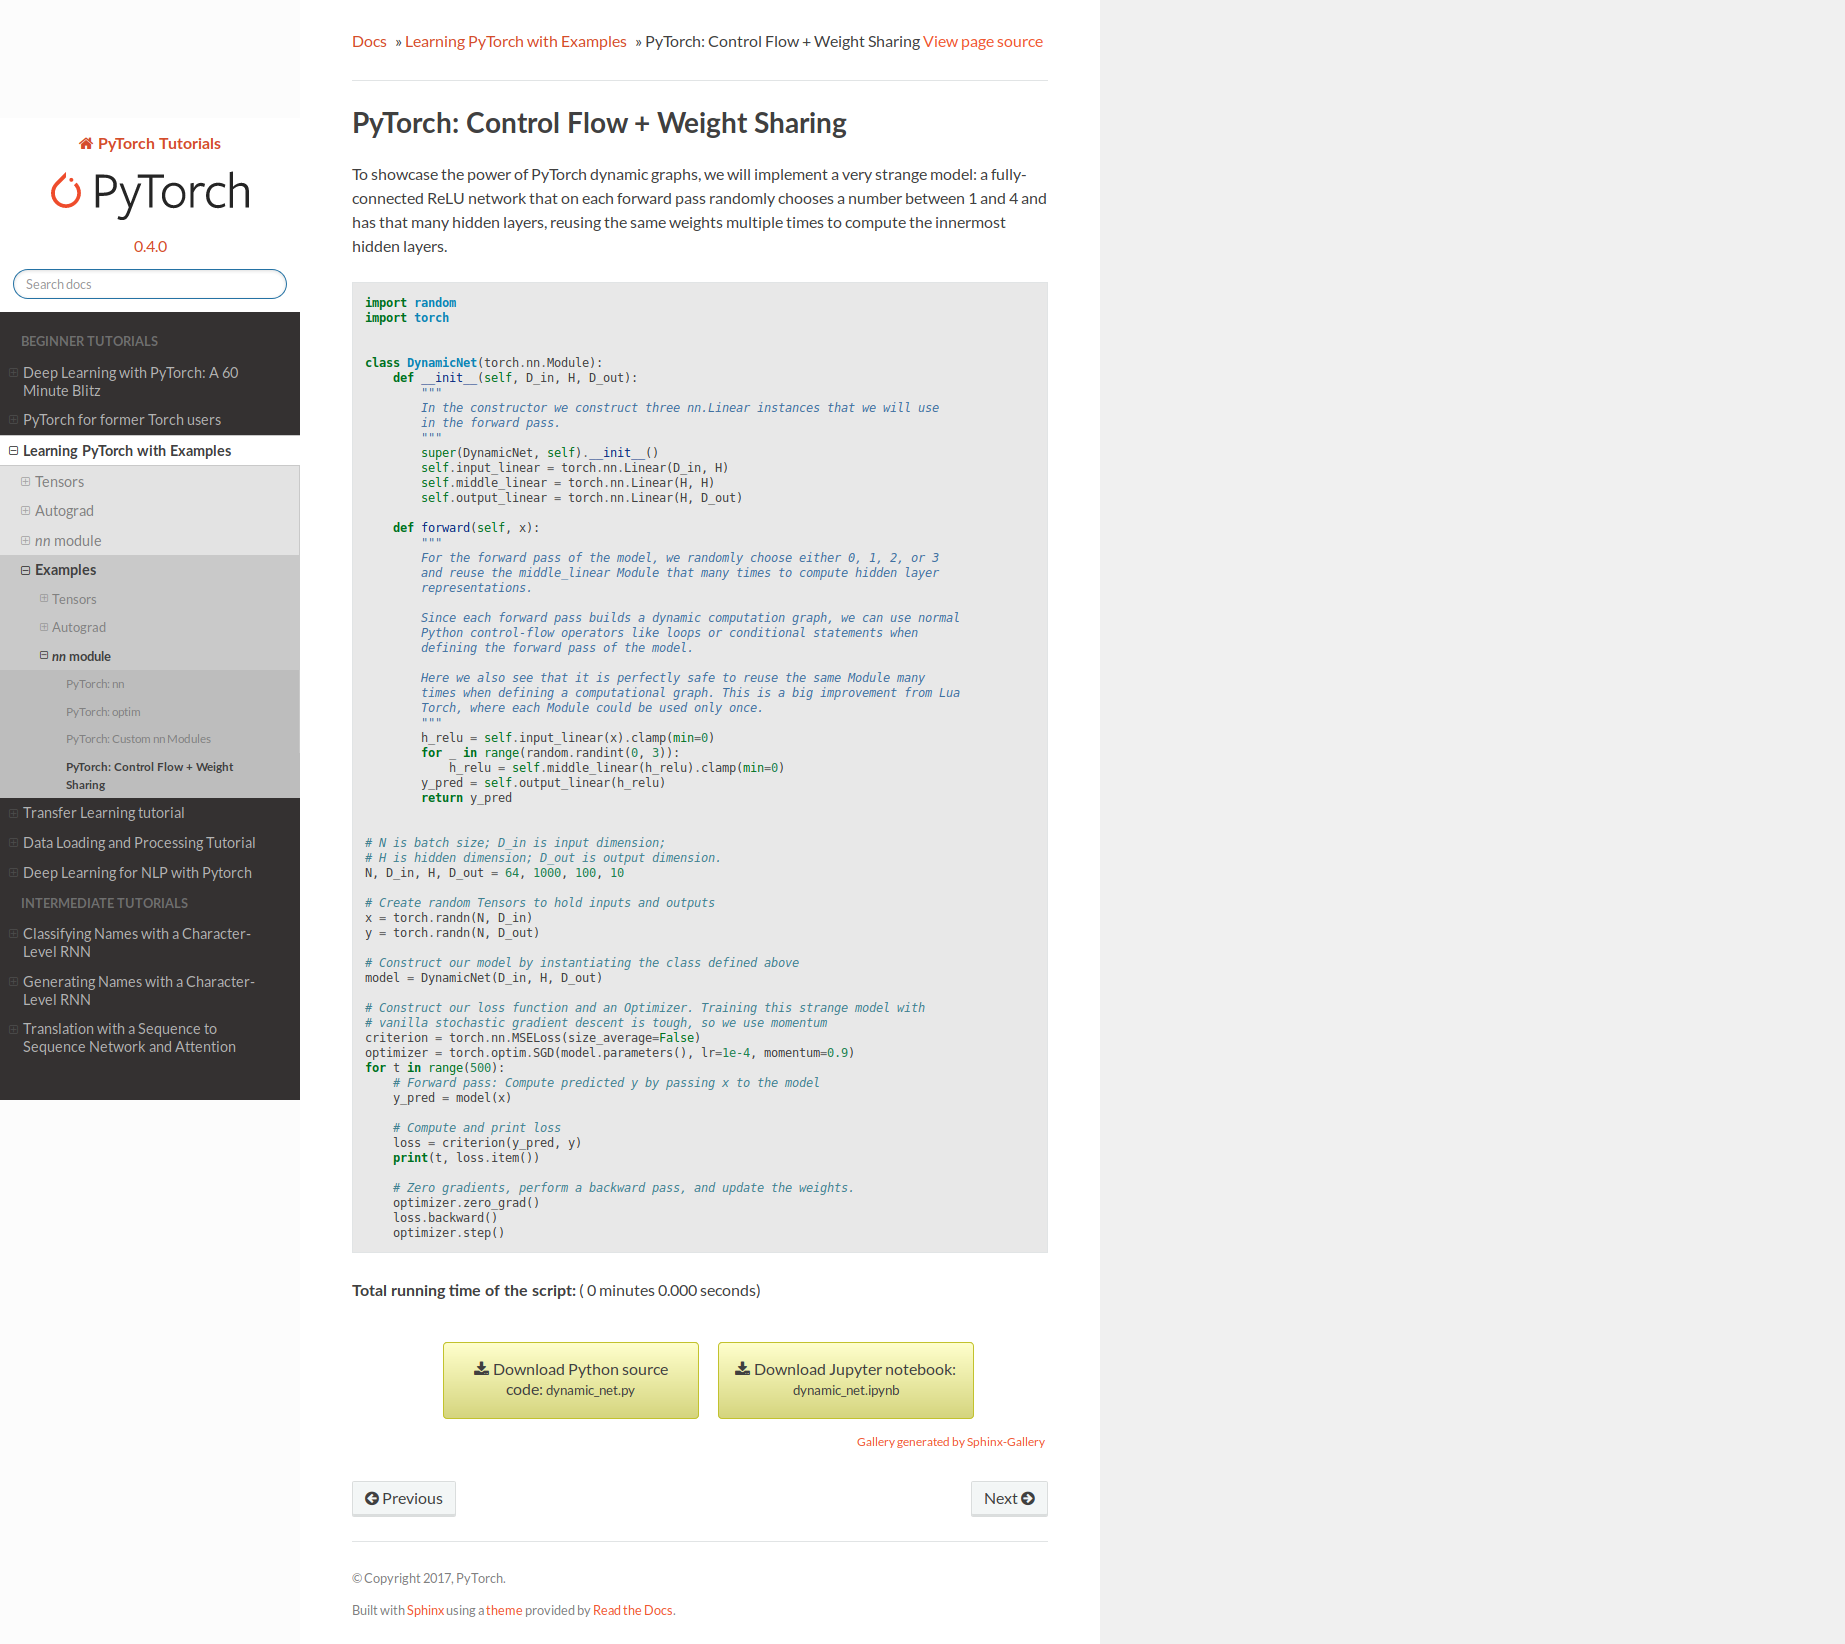 PyTorch Tutorials
PyTorch
0.4.0
Search docs
BEGINNER TUTORIALS
Deep Learning with PyTorch: A 60
Minute Blitz
PyTorch for former Torch users
Learning PyTorch with Examples
Tensors
Autograd
nn module
Examples
Tensors
Autograd
nn module
PyTorch: nn
PyTorch: optim
PyTorch: Custom nn Modules
PyTorch: Control Flow + Weight
Sharing
Transfer Learning tutorial
Data Loading and Processing Tutorial
Deep Learning for NLP with Pytorch
INTERMEDIATE TUTORIALS
Classifying Names with a Character-
Level RNN
Generating Names with a Character-
Level RNN
Translation with a Sequence to
Sequence Network and Attention
Docs » Learning PyTorch with Examples » PyTorch: Control Flow + Weight Sharing View page source
PyTorch: Control Flow + Weight Sharing
To showcase the power of PyTorch dynamic graphs, we will implement a very strange model: a fully-
connected ReLU network that on each forward pass randomly chooses a number between 1 and 4 and
has that many hidden layers, reusing the same weights multiple times to compute the innermost
hidden layers.
import random
import torch
class DynamicNet(torch.nn.Module):
    def __init__(self, D_in, H, D_out):
        """
        In the constructor we construct three nn.Linear instances that we will use
        in the forward pass.
        """
        super(DynamicNet, self).__init__()
        self.input_linear = torch.nn.Linear(D_in, H)
        self.middle_linear = torch.nn.Linear(H, H)
        self.output_linear = torch.nn.Linear(H, D_out)
    def forward(self, x):
        """
        For the forward pass of the model, we randomly choose either 0, 1, 2, or 3
        and reuse the middle_linear Module that many times to compute hidden layer
        representations.
        Since each forward pass builds a dynamic computation graph, we can use normal
        Python control-flow operators like loops or conditional statements when
        defining the forward pass of the model.
        Here we also see that it is perfectly safe to reuse the same Module many
        times when defining a computational graph. This is a big improvement from Lua
        Torch, where each Module could be used only once.
        """
        h_relu = self.input_linear(x).clamp(min=0)
        for _ in range(random.randint(0, 3)):
            h_relu = self.middle_linear(h_relu).clamp(min=0)
        y_pred = self.output_linear(h_relu)
        return y_pred
# N is batch size; D_in is input dimension;
# H is hidden dimension; D_out is output dimension.
N, D_in, H, D_out = 64, 1000, 100, 10
# Create random Tensors to hold inputs and outputs
x = torch.randn(N, D_in)
y = torch.randn(N, D_out)
# Construct our model by instantiating the class defined above
model = DynamicNet(D_in, H, D_out)
# Construct our loss function and an Optimizer. Training this strange model with
# vanilla stochastic gradient descent is tough, so we use momentum
criterion = torch.nn.MSELoss(size_average=False)
optimizer = torch.optim.SGD(model.parameters(), lr=1e-4, momentum=0.9)
for t in range(500):
    # Forward pass: Compute predicted y by passing x to the model
    y_pred = model(x)
    # Compute and print loss
    loss = criterion(y_pred, y)
    print(t, loss.item())
    # Zero gradients, perform a backward pass, and update the weights.
    optimizer.zero_grad()
    loss.backward()
    optimizer.step()
Total running time of the script: ( 0 minutes 0.000 seconds)
Download Python source
code: dynamic_net.py
Download Jupyter notebook:
dynamic_net.ipynb
Gallery generated by Sphinx-Gallery
Previous
Next
© Copyright 2017, PyTorch.
Built with Sphinx using a theme provided by Read the Docs.